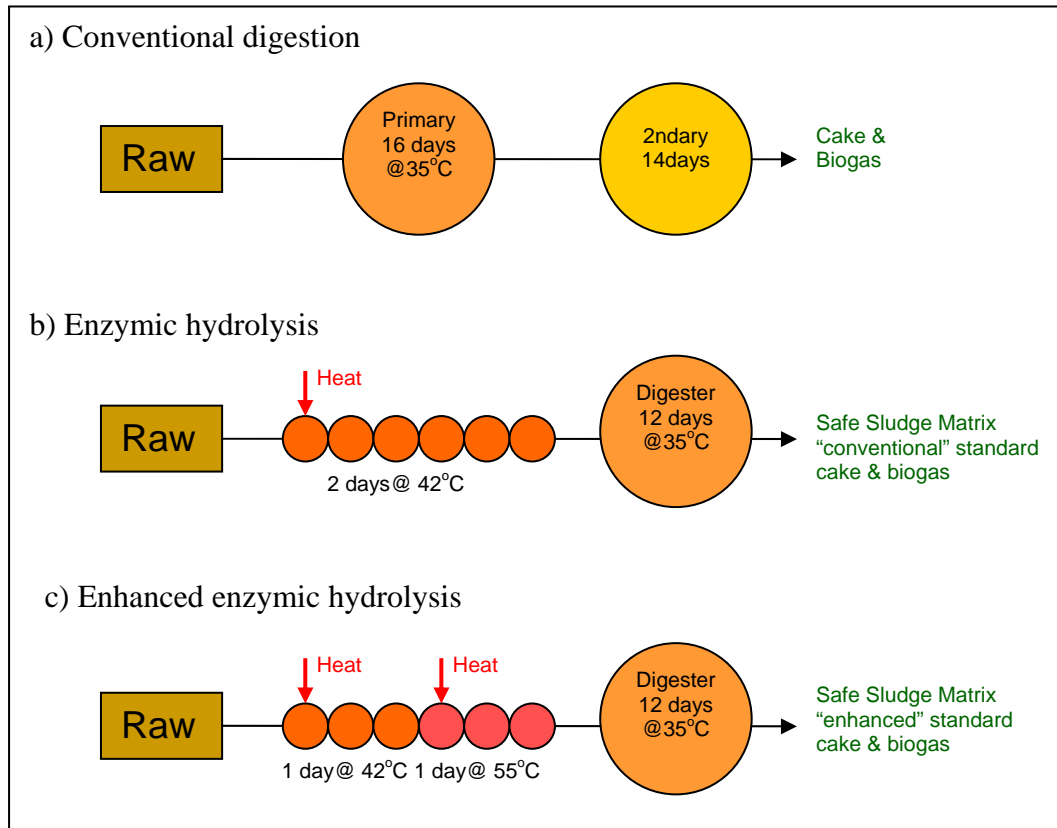 a) Conventional digestion
Raw
Primary
16 days
@35°C
2ndary
14days
Cake &
Biogas
b) Enzymic hydrolysis
Raw
Heat
2 days@ 42°C
Digester
12 days
@35°C
Safe Sludge Matrix
“conventional” standard
cake & biogas
c) Enhanced enzymic hydrolysis
Raw
Heat
Heat
1 day@ 42°C
1 day@ 55°C
Digester
12 days
@35°C
Safe Sludge Matrix
“enhanced” standard
cake & biogas